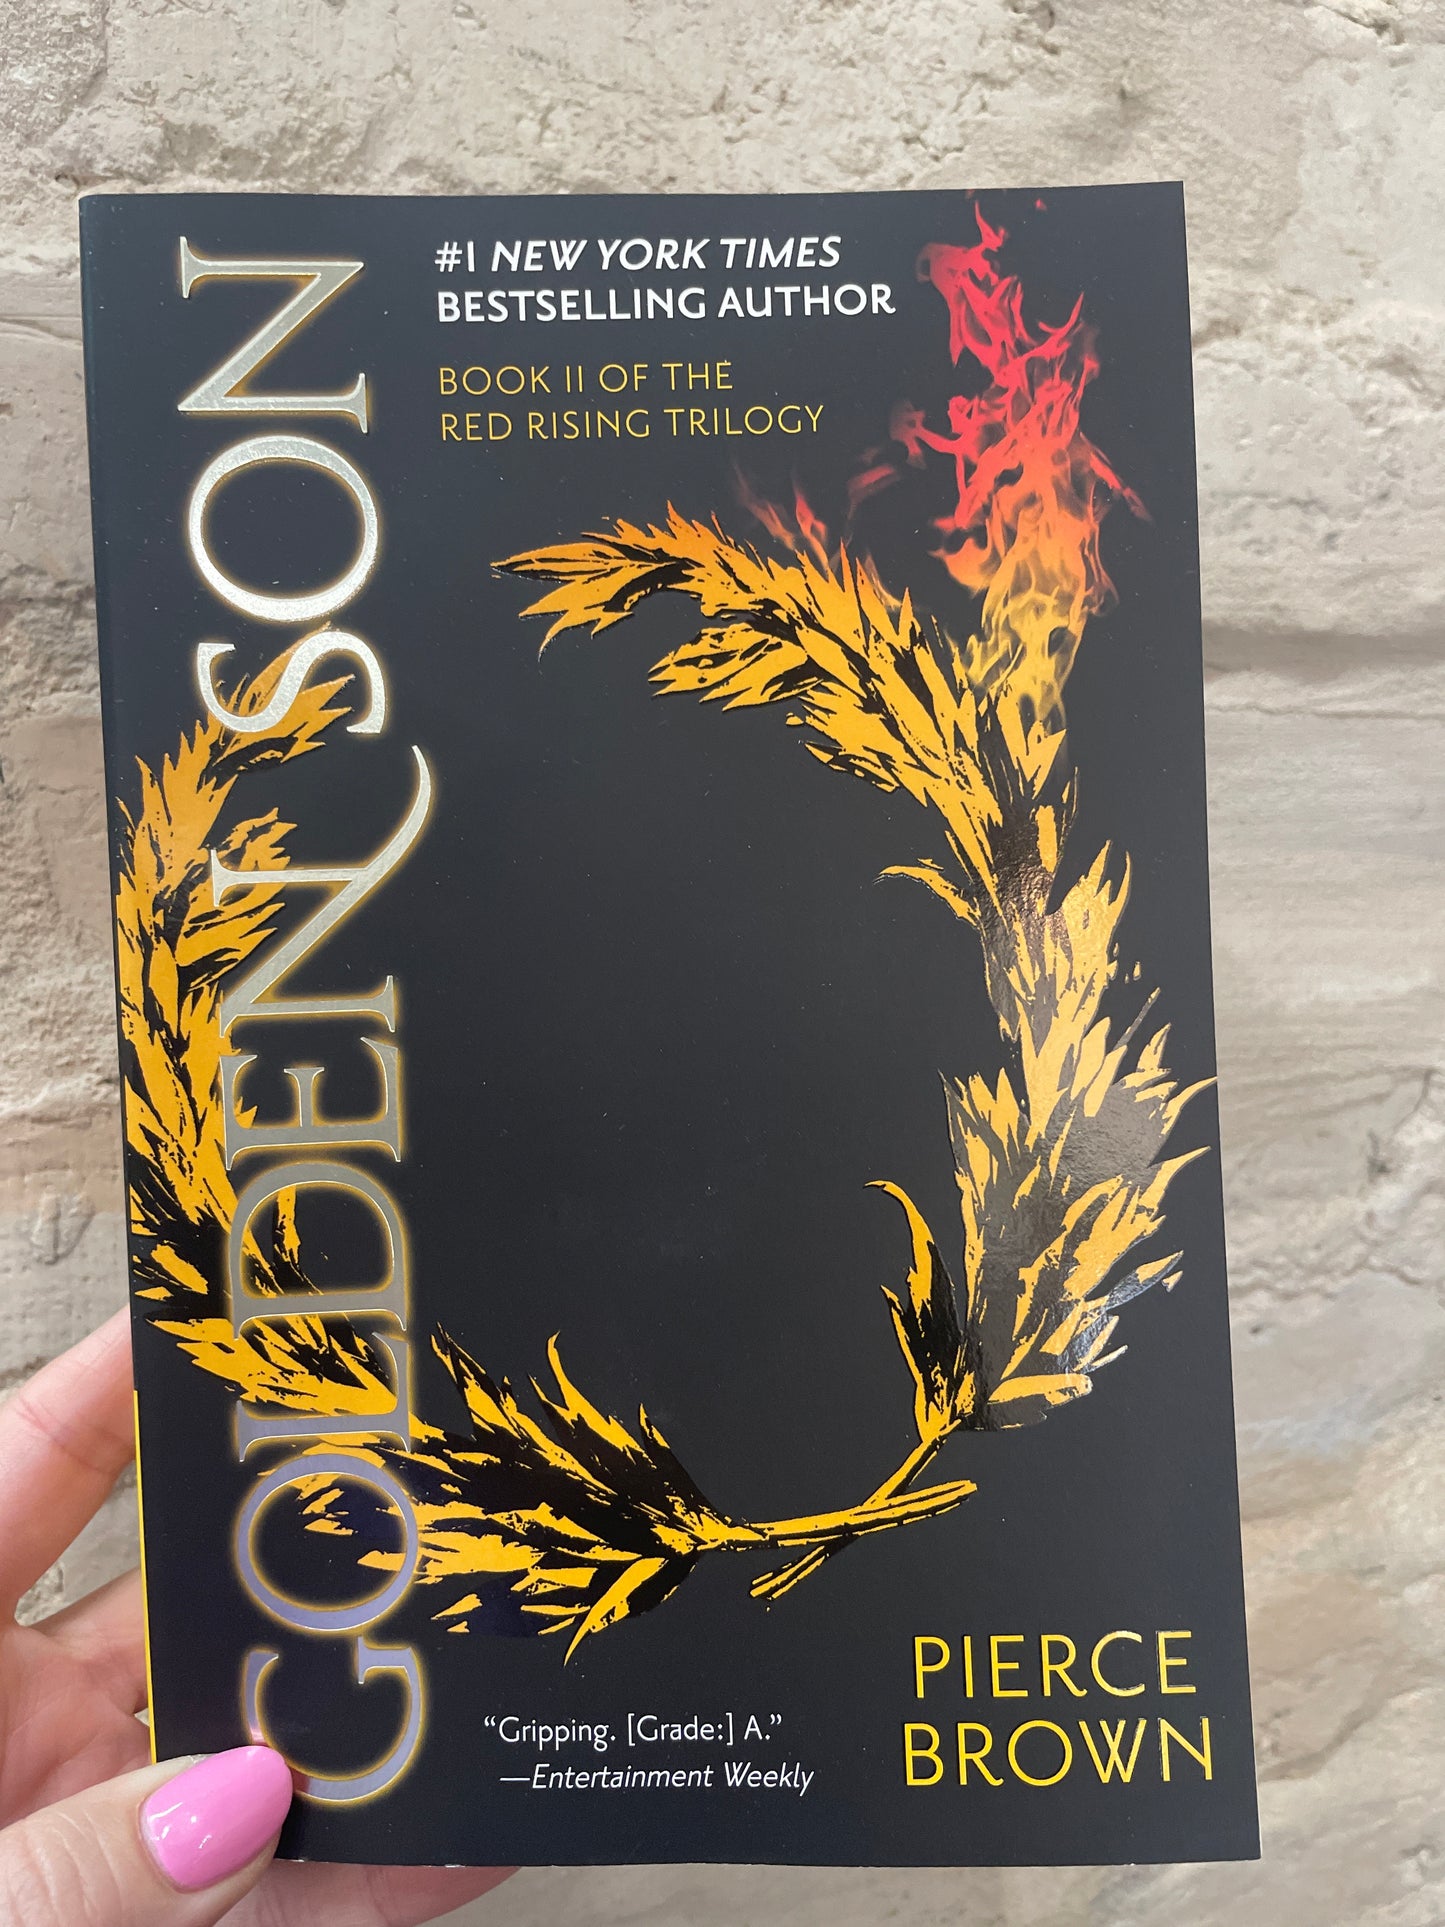 #1 NEW YORK TIMES
BESTSELLING AUTHOR
BOOK II OF THE
RED RISING TRILOGY
GOLDEN SON
PIERCE
BROWN
“Gripping. [Grade:] A.”
—Entertainment Weekly